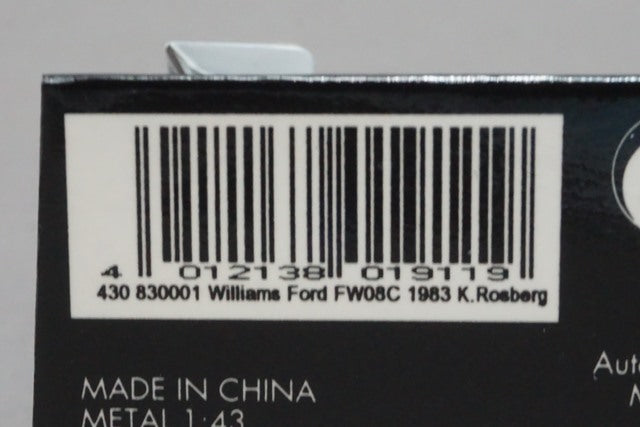 4 012138 019119
430 830001 Williams Ford FW08C 1983 K.Rosberg
MADE IN CHINA
METAL 1:43